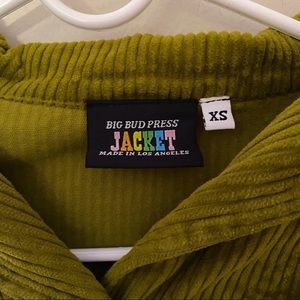 BIG BUD PRESS
JACKET
MADE IN LOS ANGELES
XS